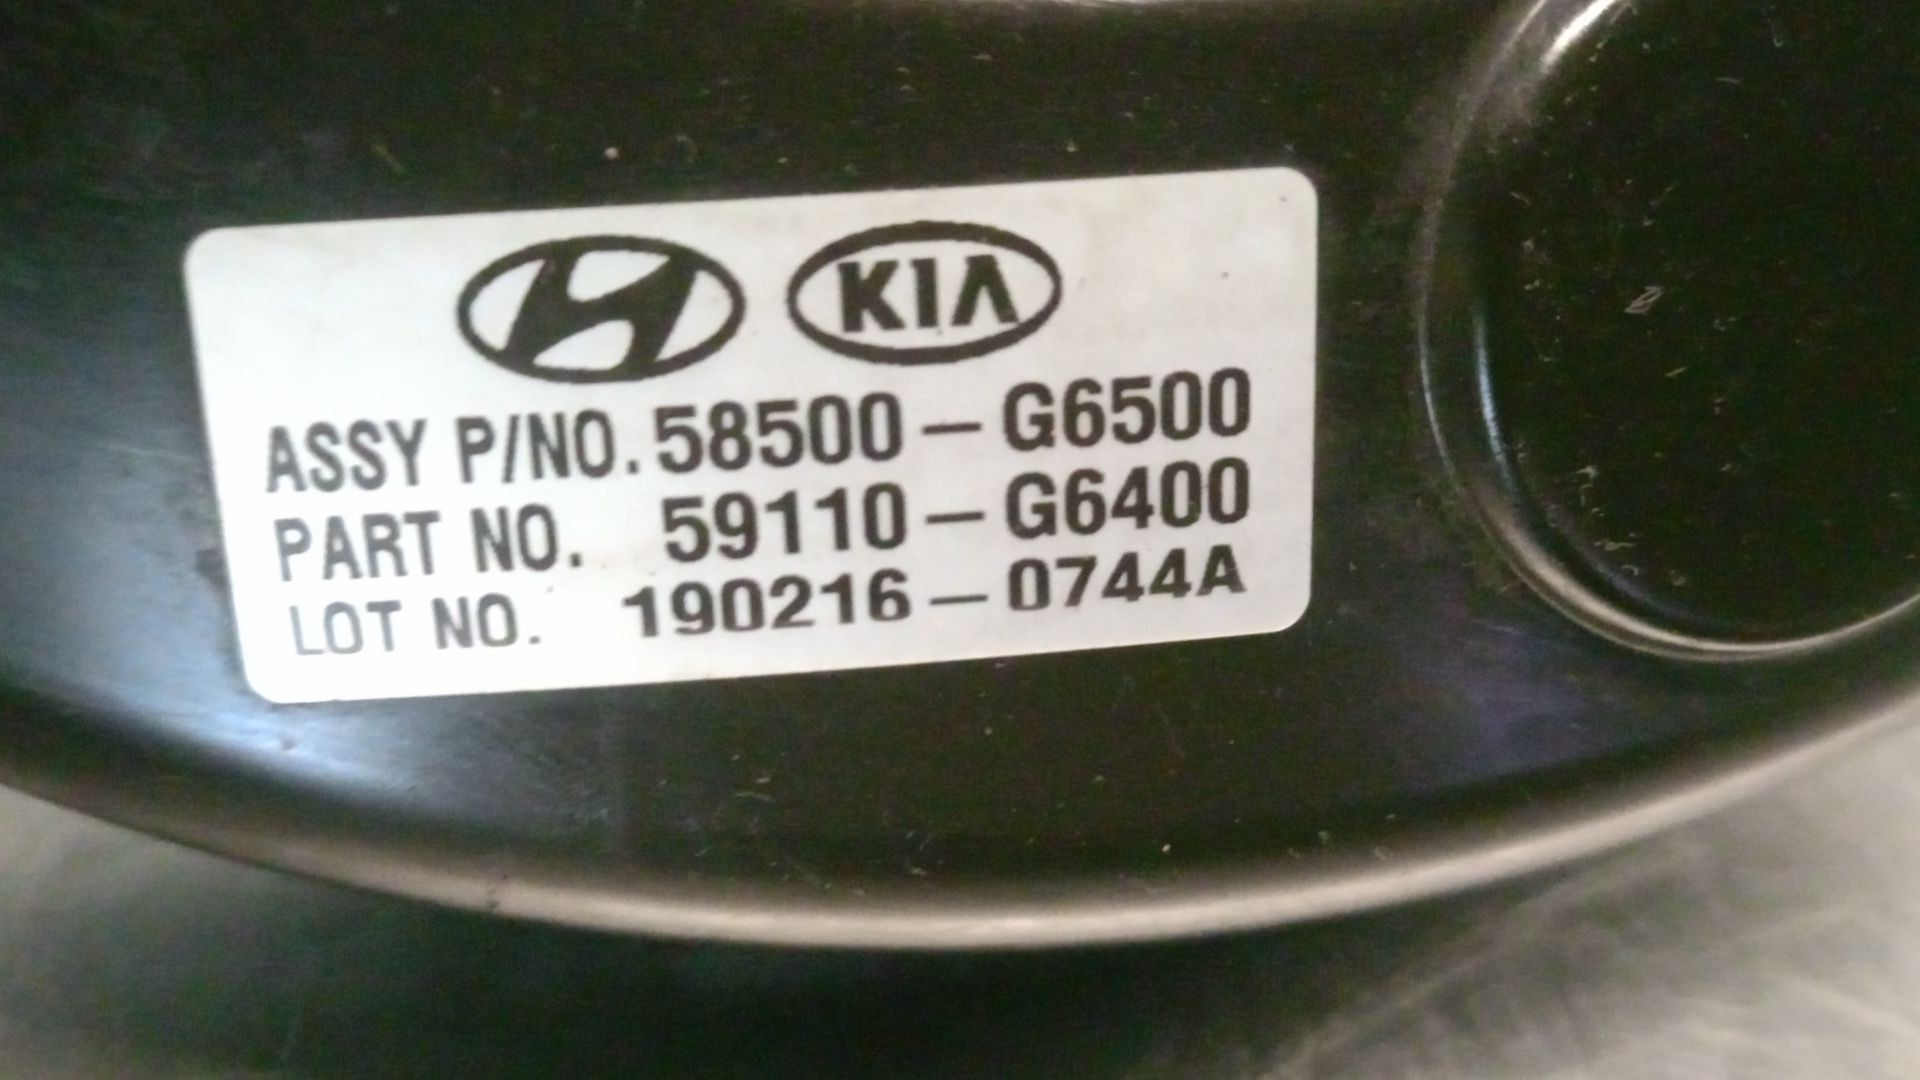 KIA
ASSY P/NO. 58500-G6500
PART NO. 59110-G6400
LOT NO. 190216-0744A